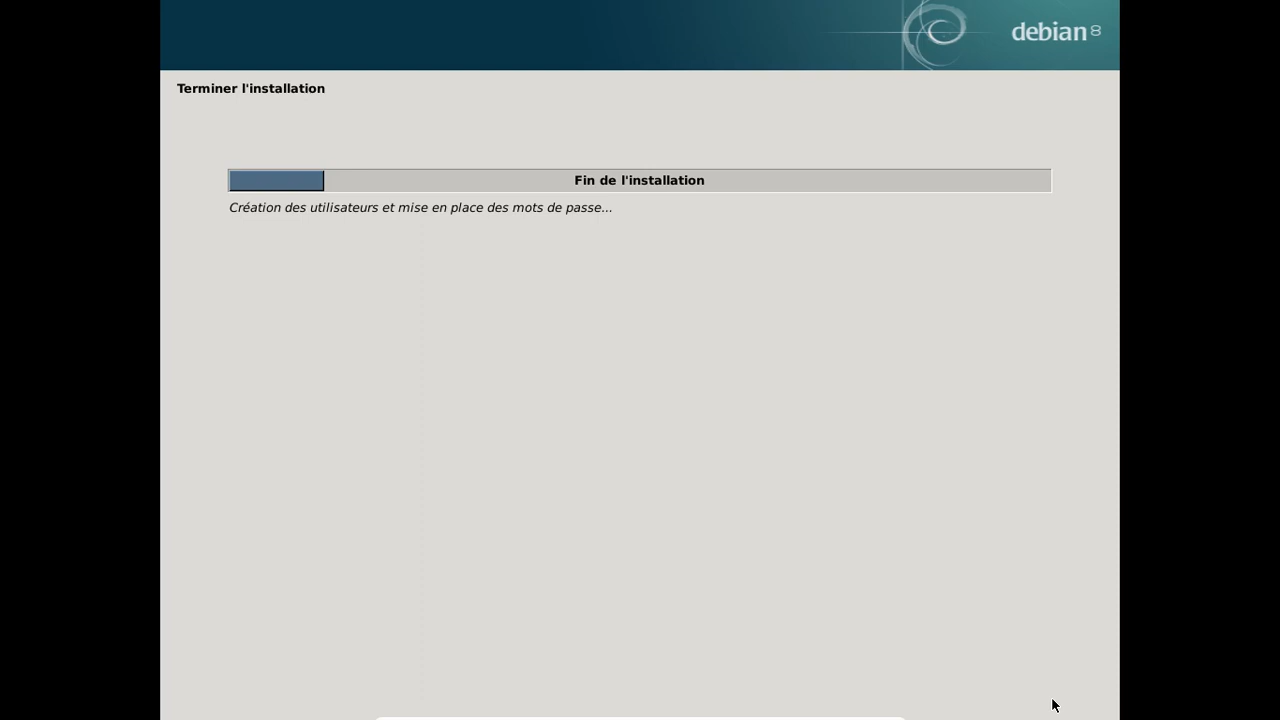 debian 8
Terminer l'installation
Fin de l'installation
Création des utilisateurs et mise en place des mots de passe...